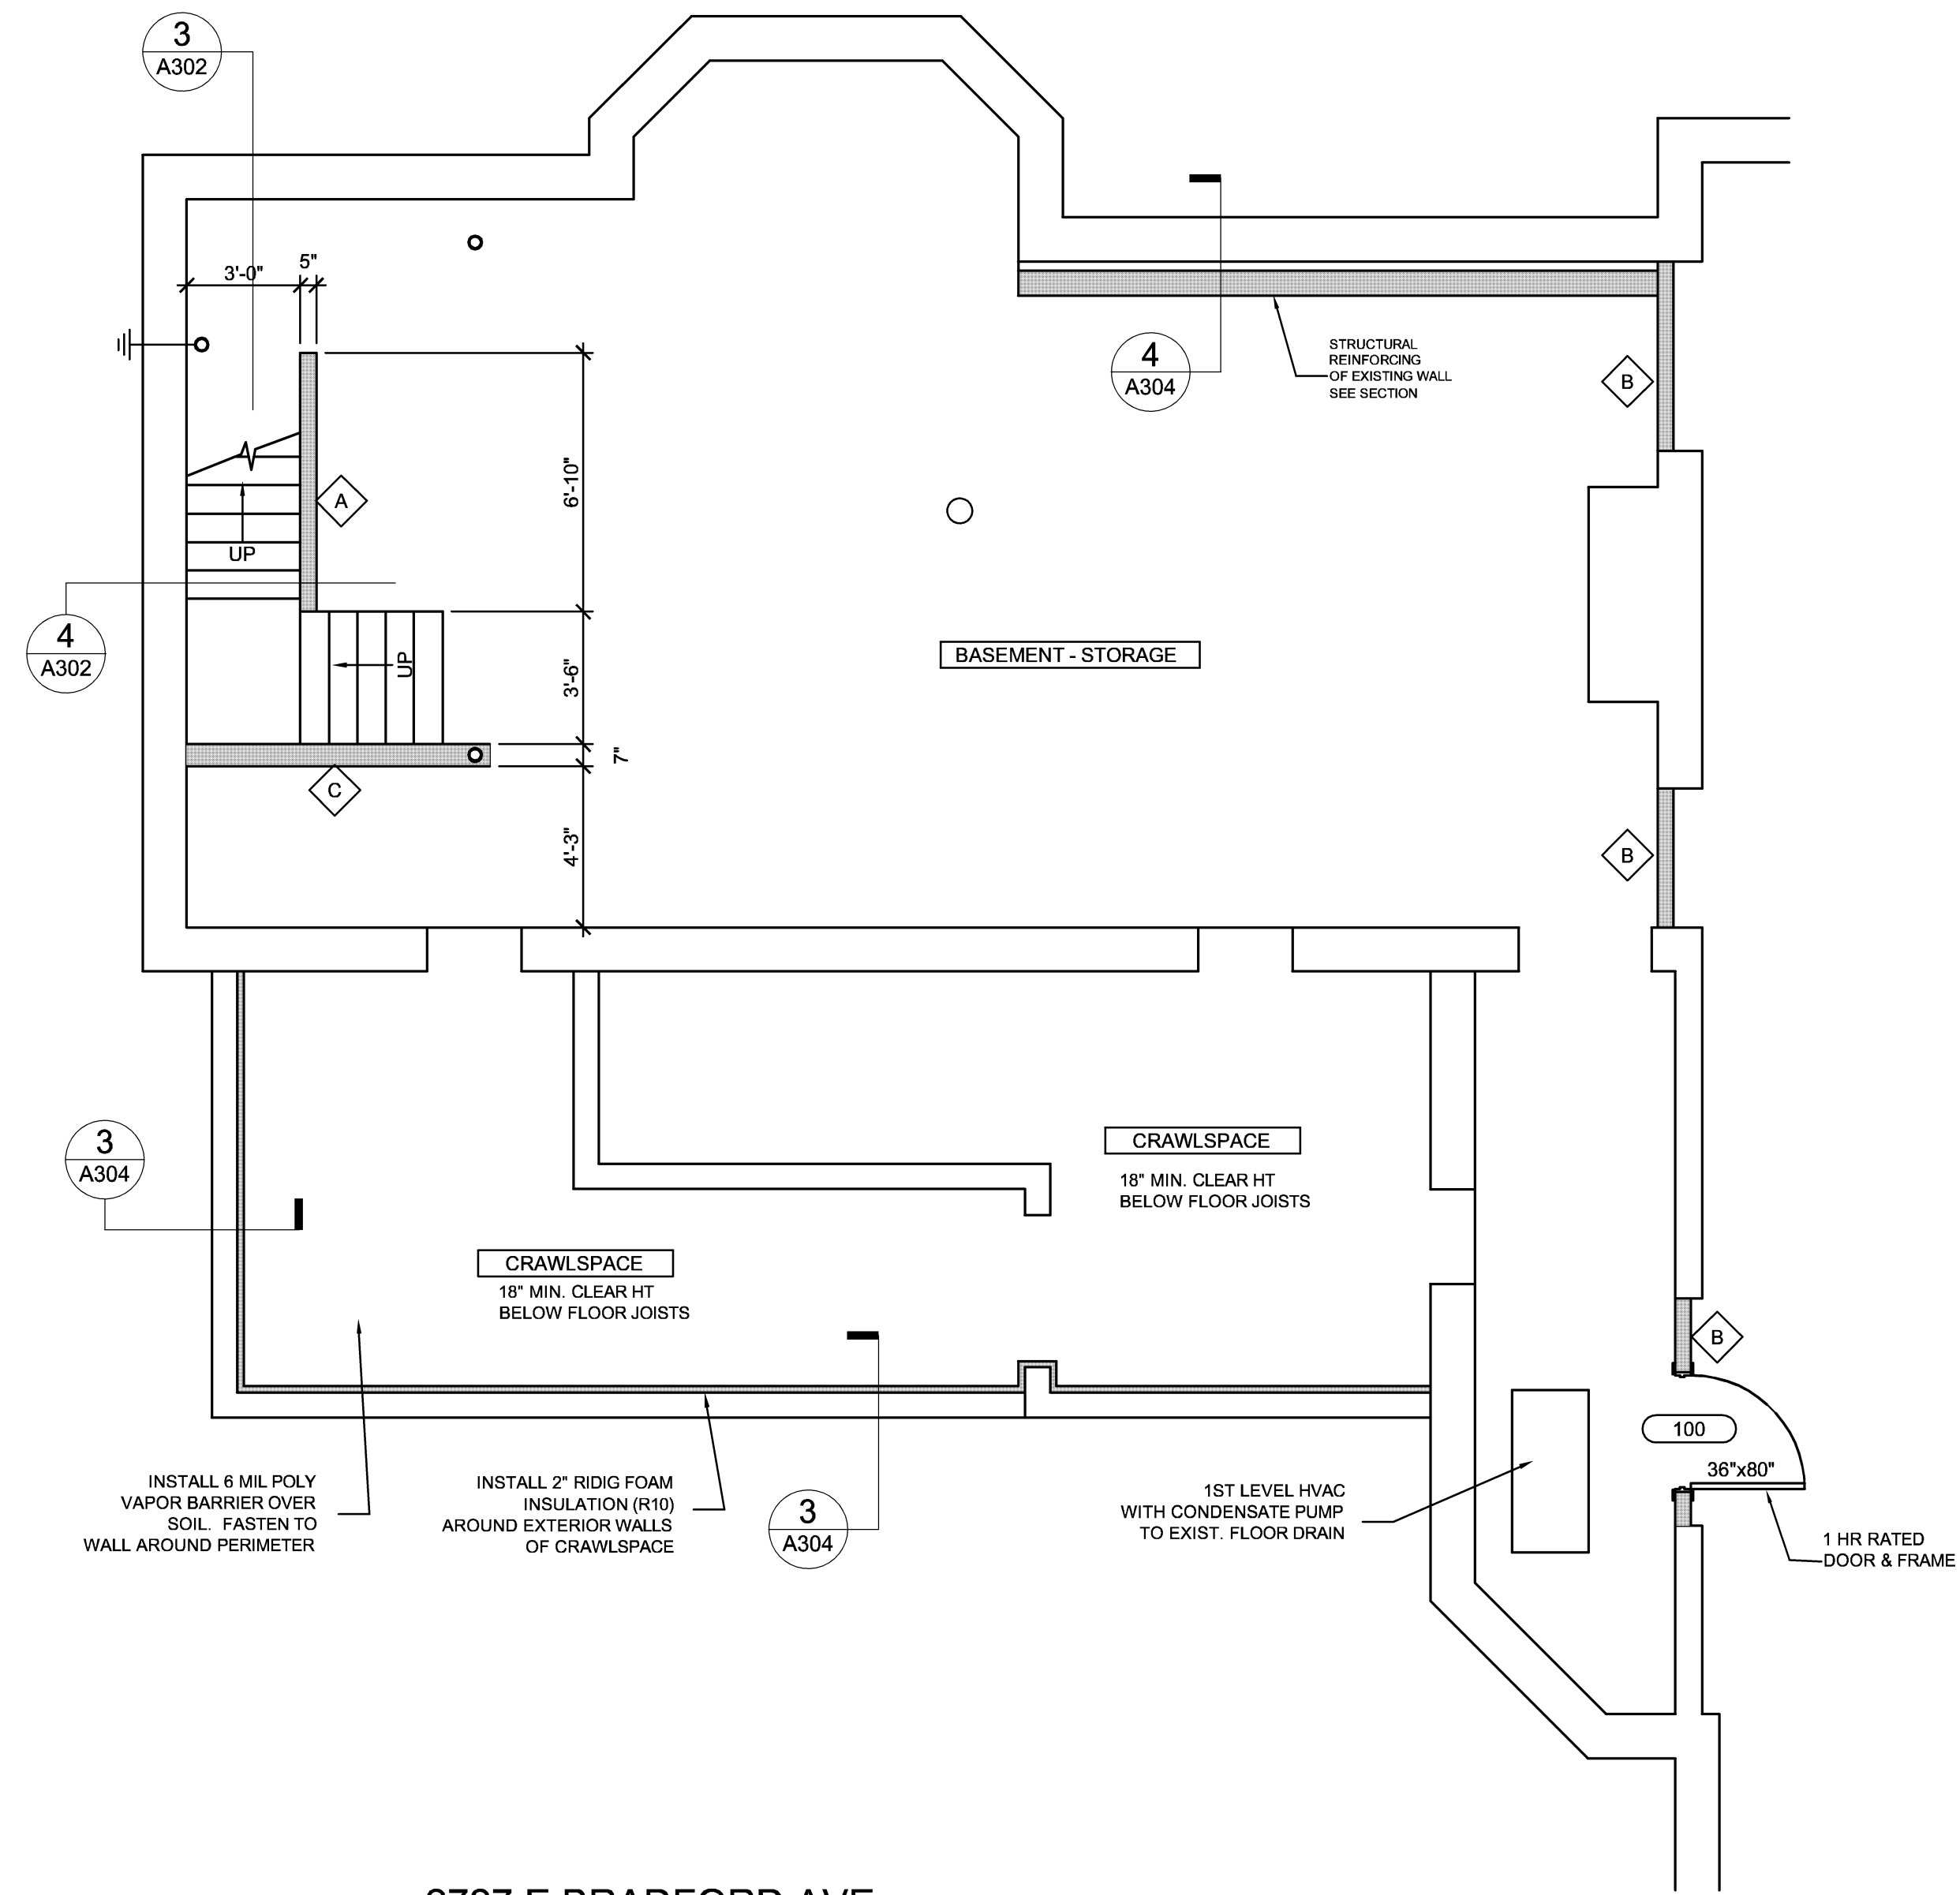 3
A302
3'-0"
5"
4
A304
STRUCTURAL
REINFORCING
OF EXISTING WALL
SEE SECTION
B
A
6'-10"
UP
4
A302
UP
3'-6"
BASEMENT - STORAGE
7"
C
4'-3"
B
3
A304
CRAWLSPACE
18" MIN. CLEAR HT
BELOW FLOOR JOISTS
CRAWLSPACE
18" MIN. CLEAR HT
BELOW FLOOR JOISTS
B
100
36"x80"
INSTALL 6 MIL POLY
VAPOR BARRIER OVER
SOIL. FASTEN TO
WALL AROUND PERIMETER
INSTALL 2" RIDIG FOAM
INSULATION (R10)
AROUND EXTERIOR WALLS
OF CRAWLSPACE
3
A304
1ST LEVEL HVAC
WITH CONDENSATE PUMP
TO EXIST. FLOOR DRAIN
1 HR RATED
DOOR & FRAME
E BRADFORD AVE